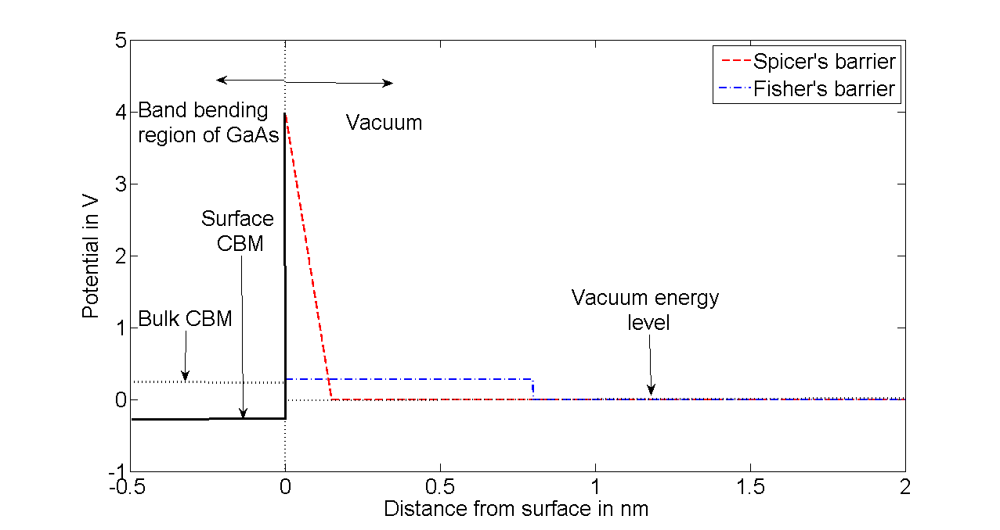 5
4
3
2
1
0
-1
-0.5
0
0.5
1
1.5
2
Potential in V
Distance from surface in nm
Spicer's barrier
Fisher's barrier
Band bending
region of GaAs
Vacuum
Surface
CBM
Bulk CBM
Vacuum energy
level